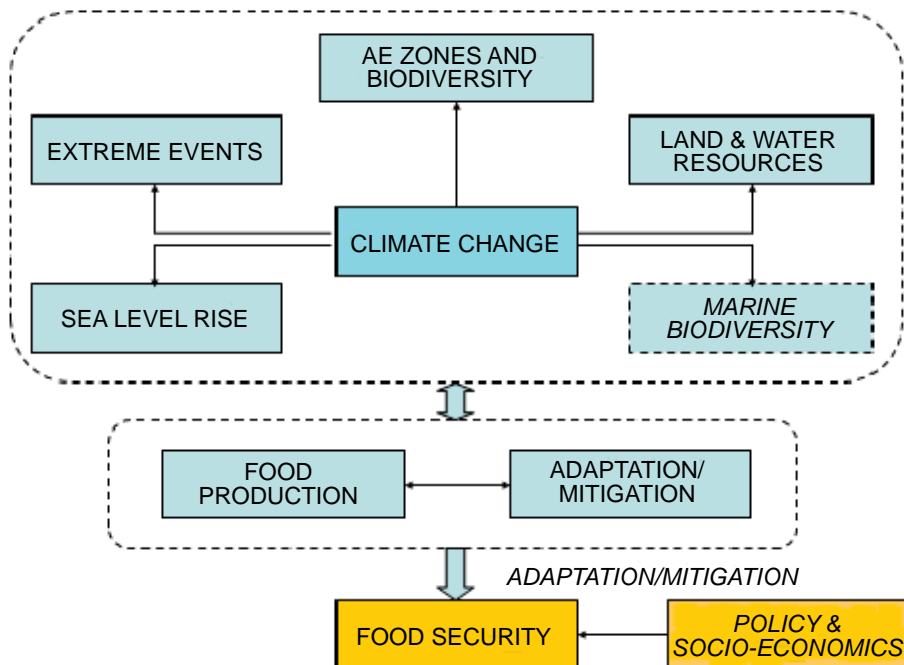 AE ZONES AND
BIODIVERSITY
EXTREME EVENTS
LAND & WATER
RESOURCES
CLIMATE CHANGE
SEA LEVEL RISE
MARINE
BIODIVERSITY
FOOD
PRODUCTION
ADAPTATION/
MITIGATION
ADAPTATION/MITIGATION
FOOD SECURITY
POLICY &
SOCIO-ECONOMICS